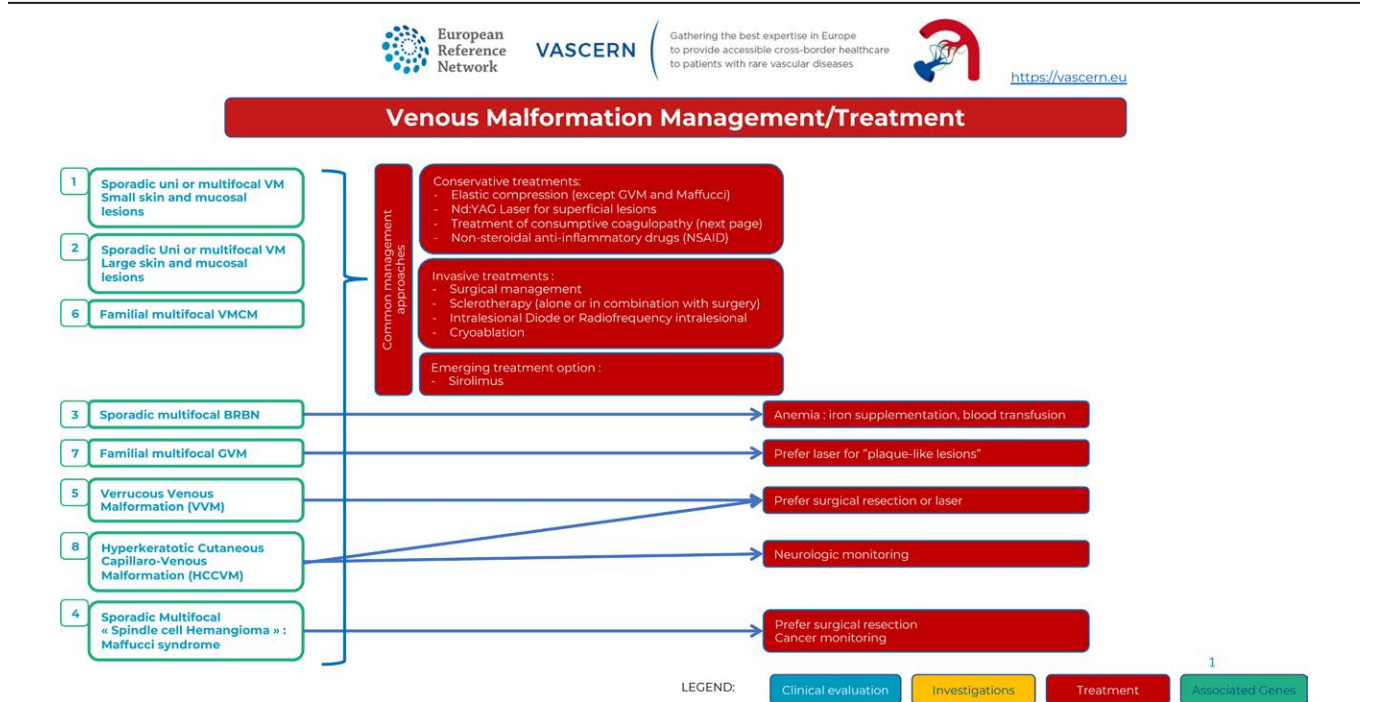 European
Reference
Network
VASCERN
Gathering the best expertise in Europe
to provide accessible cross-border healthcare
to patients with rare vascular diseases
https://vascern.eu
Venous Malformation Management/Treatment
1
Sporadic uni or multifocal VM
Small skin and mucosal
lesions
2
Sporadic Uni or multifocal VM
Large skin and mucosal
lesions
6
Familial multifocal VMCM
Common management
approaches
Conservative treatments:
- Elastic compression (except GVM and Maffucci)
- Nd:YAG Laser for superficial lesions
- Treatment of consumptive coagulopathy (next page)
- Non-steroidal anti-inflammatory drugs (NSAID)
Invasive treatments :
- Surgical management
- Sclerotherapy (alone or in combination with surgery)
- Intralesional Diode or Radiofrequency intralesional
- Cryoablation
Emerging treatment option :
- Sirolimus
3
Sporadic multifocal BRBN
Anemia : iron supplementation, blood transfusion
7
Familial multifocal GVM
Prefer laser for "plaque-like lesions"
5
Verrucous Venous
Malformation (VVM)
Prefer surgical resection or laser
8
Hyperkeratotic Cutaneous
Capillaro-Venous
Malformation (HCCVM)
Neurologic monitoring
4
Sporadic Multifocal
« Spindle cell Hemangioma » :
Maffucci syndrome
Prefer surgical resection
Cancer monitoring
1
LEGEND:
Clinical evaluation
Investigations
Treatment
Associated Genes